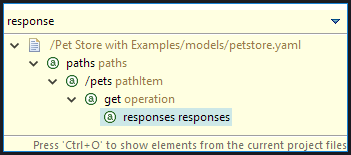 response
/Pet Store with Examples/models/petstore.yaml
paths paths
/pets pathItem
get operation
responses responses
Press 'Ctrl+O' to show elements from the current project files